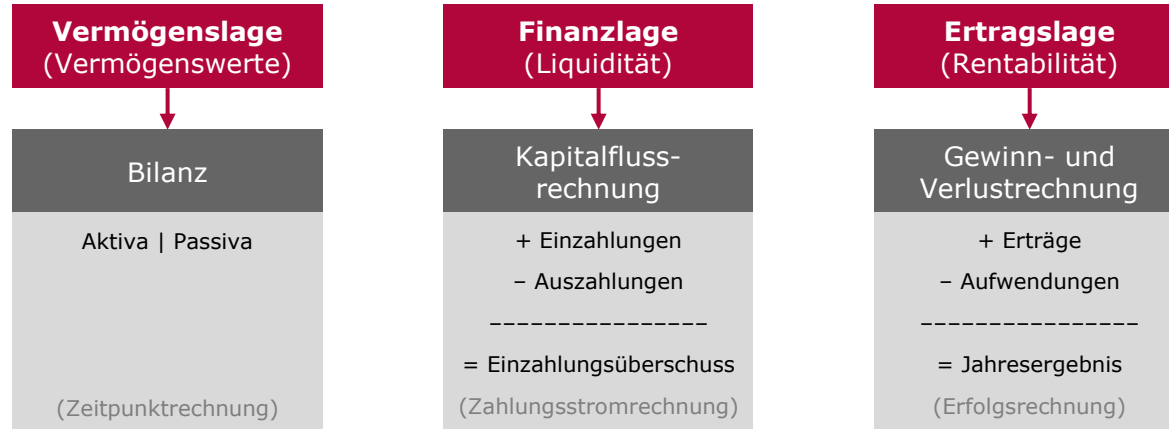 Vermögenslage
(Vermögenswerte)
Bilanz
Aktiva | Passiva
(Zeitpunktrechnung)
Finanzlage
(Liquidität)
Kapitalfluss-
rechnung
+ Einzahlungen
– Auszahlungen
––––––––––––––––
= Einzahlungsüberschuss
(Zahlungsstromrechnung)
Ertragslage
(Rentabilität)
Gewinn- und
Verlustrechnung
+ Erträge
– Aufwendungen
––––––––––––––––
= Jahresergebnis
(Erfolgsrechnung)